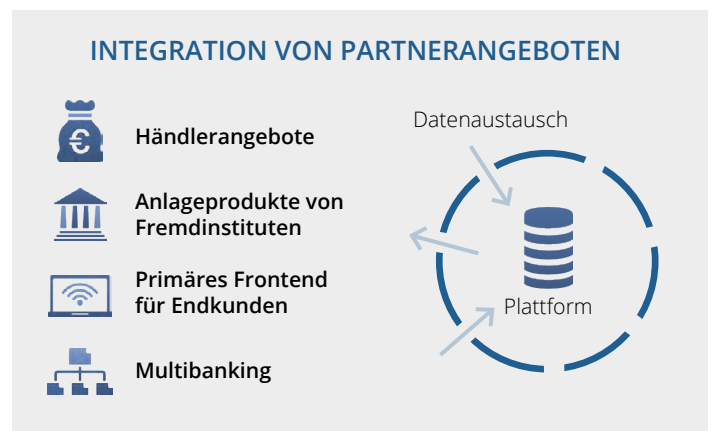 INTEGRATION VON PARTNERANGEBOTEN
Händlerangebote
Anlageprodukte von
Fremdinstituten
Primäres Frontend
für Endkunden
Multibanking
Datenaustausch
Plattform